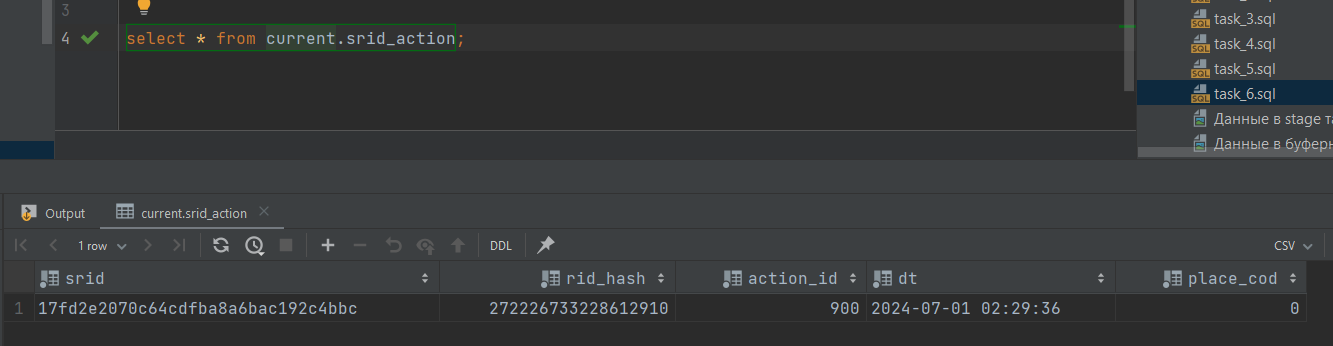 3
4 select * from current.srid_action;
task_3.sql
task_4.sql
task_5.sql
task_6.sql
Данные в stage та
Данные в буферн
Output current.srid_action
1 row DDL CSV
srid rid_hash action_id dt place_cod
1 17fd2e2070c64cdfba8a6bac192c4bbc 272226733228612910 900 2024-07-01 02:29:36 0